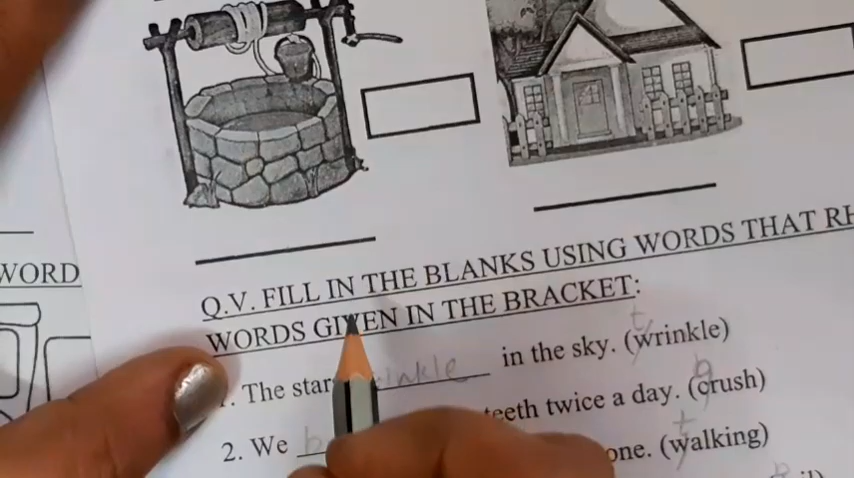 WORD
Q.V. FILL IN THE BLANKS USING WORDS THAT
WORDS GIVEN IN THE BRACKET:
1. The star inkle in the sky. (wrinkle)
2. We b teeth twice a day. (crush)
one. (walking)